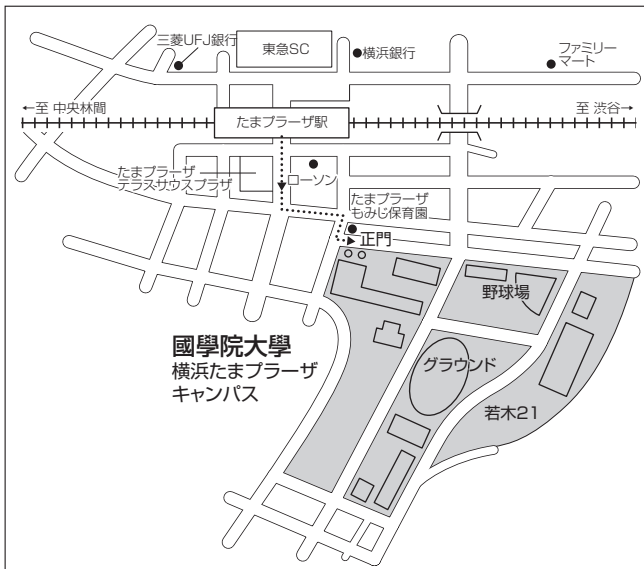 三菱UFJ銀行
東急SC
横浜銀行
ファミリー
マート
←至 中央林間
たまプラーザ駅
至 渋谷→
たまプラーザ
テラスサウスプラザ
ローソン
たまプラーザ
もみじ保育園
正門
野球場
國學院大學
横浜たまプラーザ
キャンパス
グラウンド
若木21